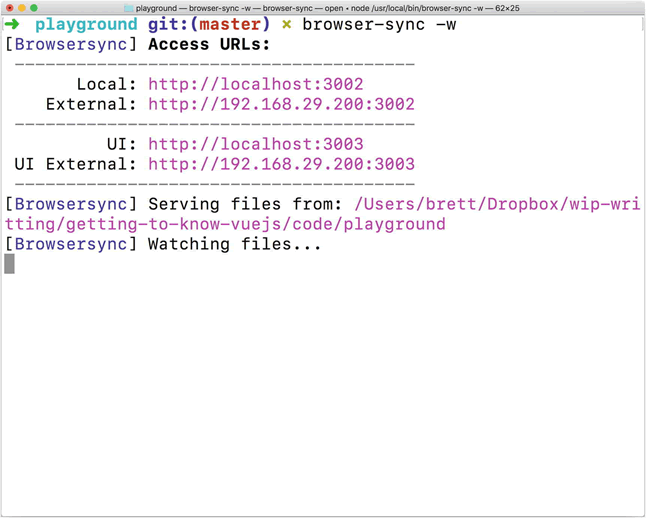 playground — browser-sync -w — browser-sync — open • node /usr/local/bin/browser-sync -w — 62×25
➜ playground git:(master) × browser-sync -w
[Browsersync] Access URLs:
----------------------------------------
Local: http://localhost:3002
External: http://192.168.29.200:3002
----------------------------------------
UI: http://localhost:3003
UI External: http://192.168.29.200:3003
----------------------------------------
[Browsersync] Serving files from: /Users/brett/Dropbox/wip-wri
tting/getting-to-know-vuejs/code/playground
[Browsersync] Watching files...